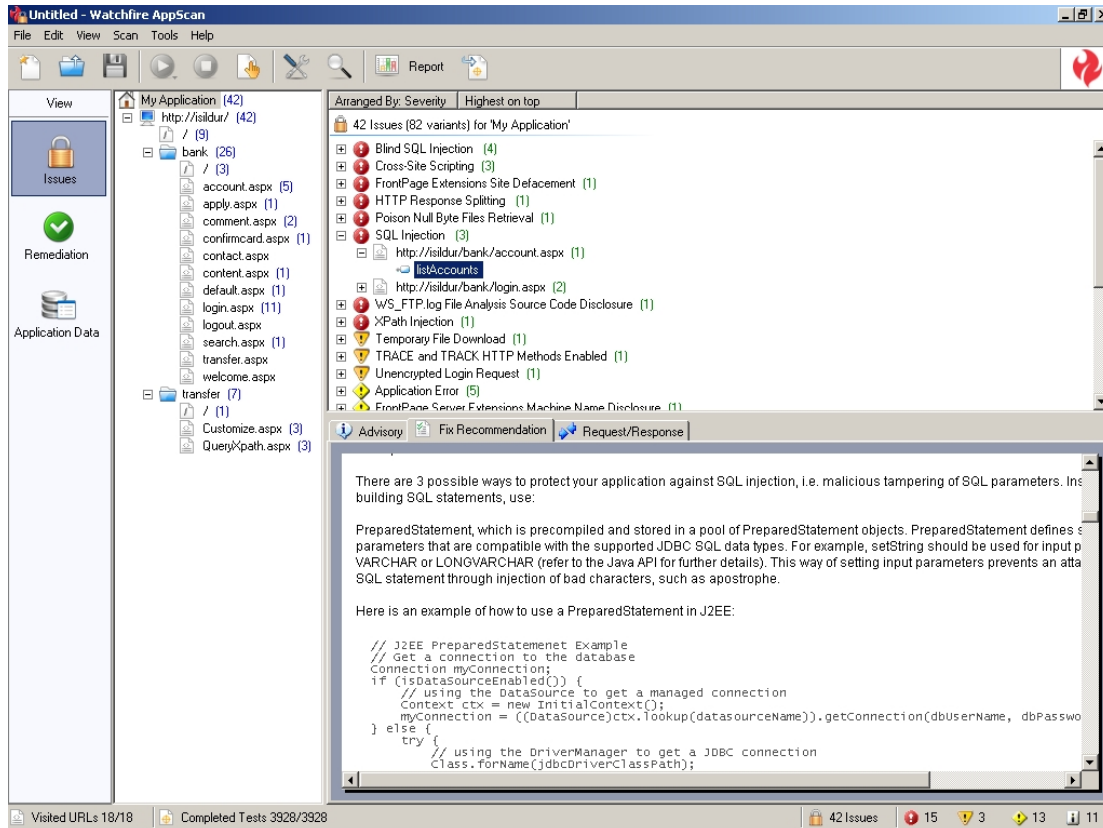 Untitled - Watchfire AppScan
File Edit View Scan Tools Help
Report
View
Issues
Remediation
Application Data
My Application (42)
http://isildur/ (42)
/ (9)
bank (26)
/ (3)
account.aspx (5)
apply.aspx (1)
comment.aspx (2)
confirmcard.aspx (1)
contact.aspx
content.aspx (1)
default.aspx (1)
login.aspx (11)
logout.aspx
search.aspx (1)
transfer.aspx
welcome.aspx
transfer (7)
/ (1)
Customize.aspx (3)
QueryXpath.aspx (3)
Arranged By: Severity Highest on top
42 Issues (82 variants) for 'My Application'
Blind SQL Injection (4)
Cross-Site Scripting (3)
FrontPage Extensions Site Defacement (1)
HTTP Response Splitting (1)
Poison Null Byte Files Retrieval (1)
SQL Injection (3)
http://isildur/bank/account.aspx (1)
listAccounts
http://isildur/bank/login.aspx (2)
WS_FTP.log File Analysis Source Code Disclosure (1)
XPath Injection (1)
Temporary File Download (1)
TRACE and TRACK HTTP Methods Enabled (1)
Unencrypted Login Request (1)
Application Error (5)
FrontPage Server Extensions Machine Name Disclosure (1)
Advisory Fix Recommendation Request/Response
There are 3 possible ways to protect your application against SQL injection, i.e. malicious tampering of SQL parameters. Ins
building SQL statements, use:
PreparedStatement, which is precompiled and stored in a pool of PreparedStatement objects. PreparedStatement defines s
parameters that are compatible with the supported JDBC SQL data types. For example, setString should be used for input p
VARCHAR or LONGVARCHAR (refer to the Java API for further details). This way of setting input parameters prevents an atta
SQL statement through injection of bad characters, such as apostrophe.
Here is an example of how to use a PreparedStatement in J2EE:
// J2EE PreparedStatemenet Example
// Get a connection to the database
Connection myConnection;
if (isDataSourceEnabled()) {
// using the DataSource to get a managed connection
Context ctx = new InitialContext();
myConnection = ((DataSource)ctx.lookup(datasourceName)).getConnection(dbUserName, dbPasswo
} else {
try {
// using the DriverManager to get a JDBC connection
Class.forName(jdbcDriverClassPath);
Visited URLs 18/18 Completed Tests 3928/3928 42 Issues 15 3 13 11